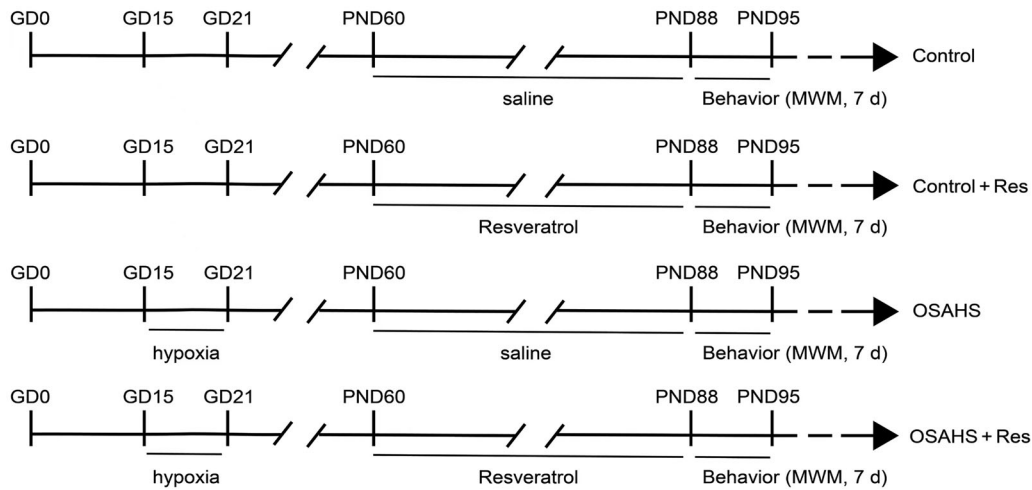 GD0 GD15 GD21 PND60 PND88 PND95
Control
saline Behavior (MWM, 7 d)
GD0 GD15 GD21 PND60 PND88 PND95
Control + Res
Resveratrol Behavior (MWM, 7 d)
GD0 GD15 GD21 PND60 PND88 PND95
OSAHS
hypoxia saline Behavior (MWM, 7 d)
GD0 GD15 GD21 PND60 PND88 PND95
OSAHS + Res
hypoxia Resveratrol Behavior (MWM, 7 d)